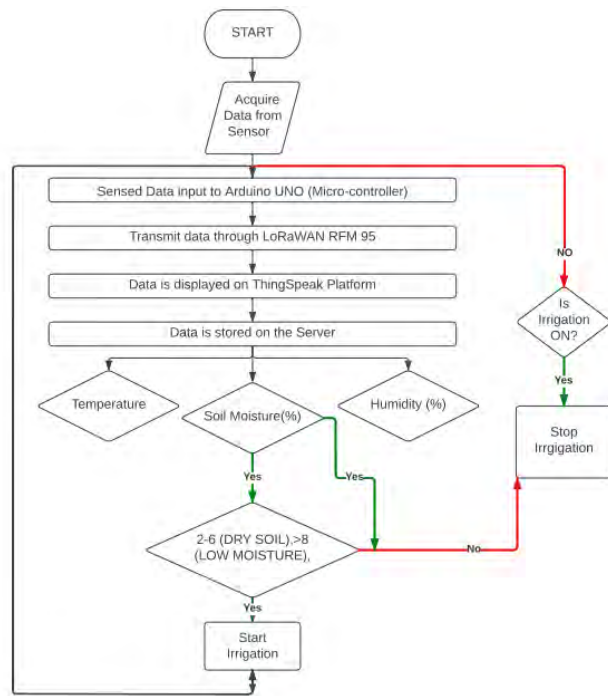 START
Acquire
Data from
Sensor
Sensed Data input to Arduino UNO (Micro-controller)
Transmit data through LoRaWAN RFM 95
NO
Data is displayed on ThingSpeak Platform
Is
Irrigation
ON?
Data is stored on the Server
Yes
Temperature
Soil Moisture(%)
Humidity (%)
Stop
Irrgigation
Yes
Yes
2-6 (DRY SOIL),>8
(LOW MOISTURE),
No
Yes
Start
Irrigation